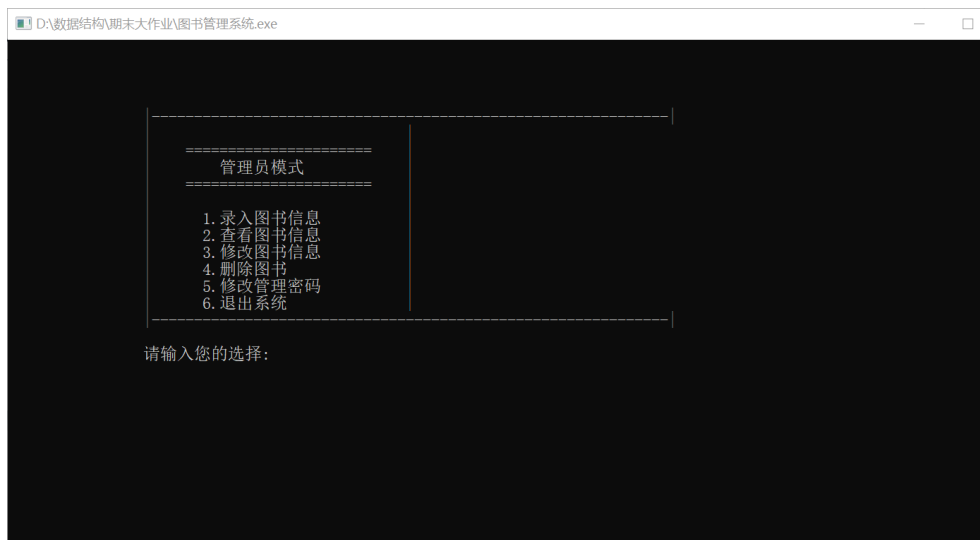 D:\数据结构\期末大作业\图书管理系统.exe
|-------------------------------------------------------------|
======================
管理员模式
======================
1.录入图书信息
2.查看图书信息
3.修改图书信息
4.删除图书
5.修改管理密码
6.退出系统
|-------------------------------------------------------------|
请输入您的选择: